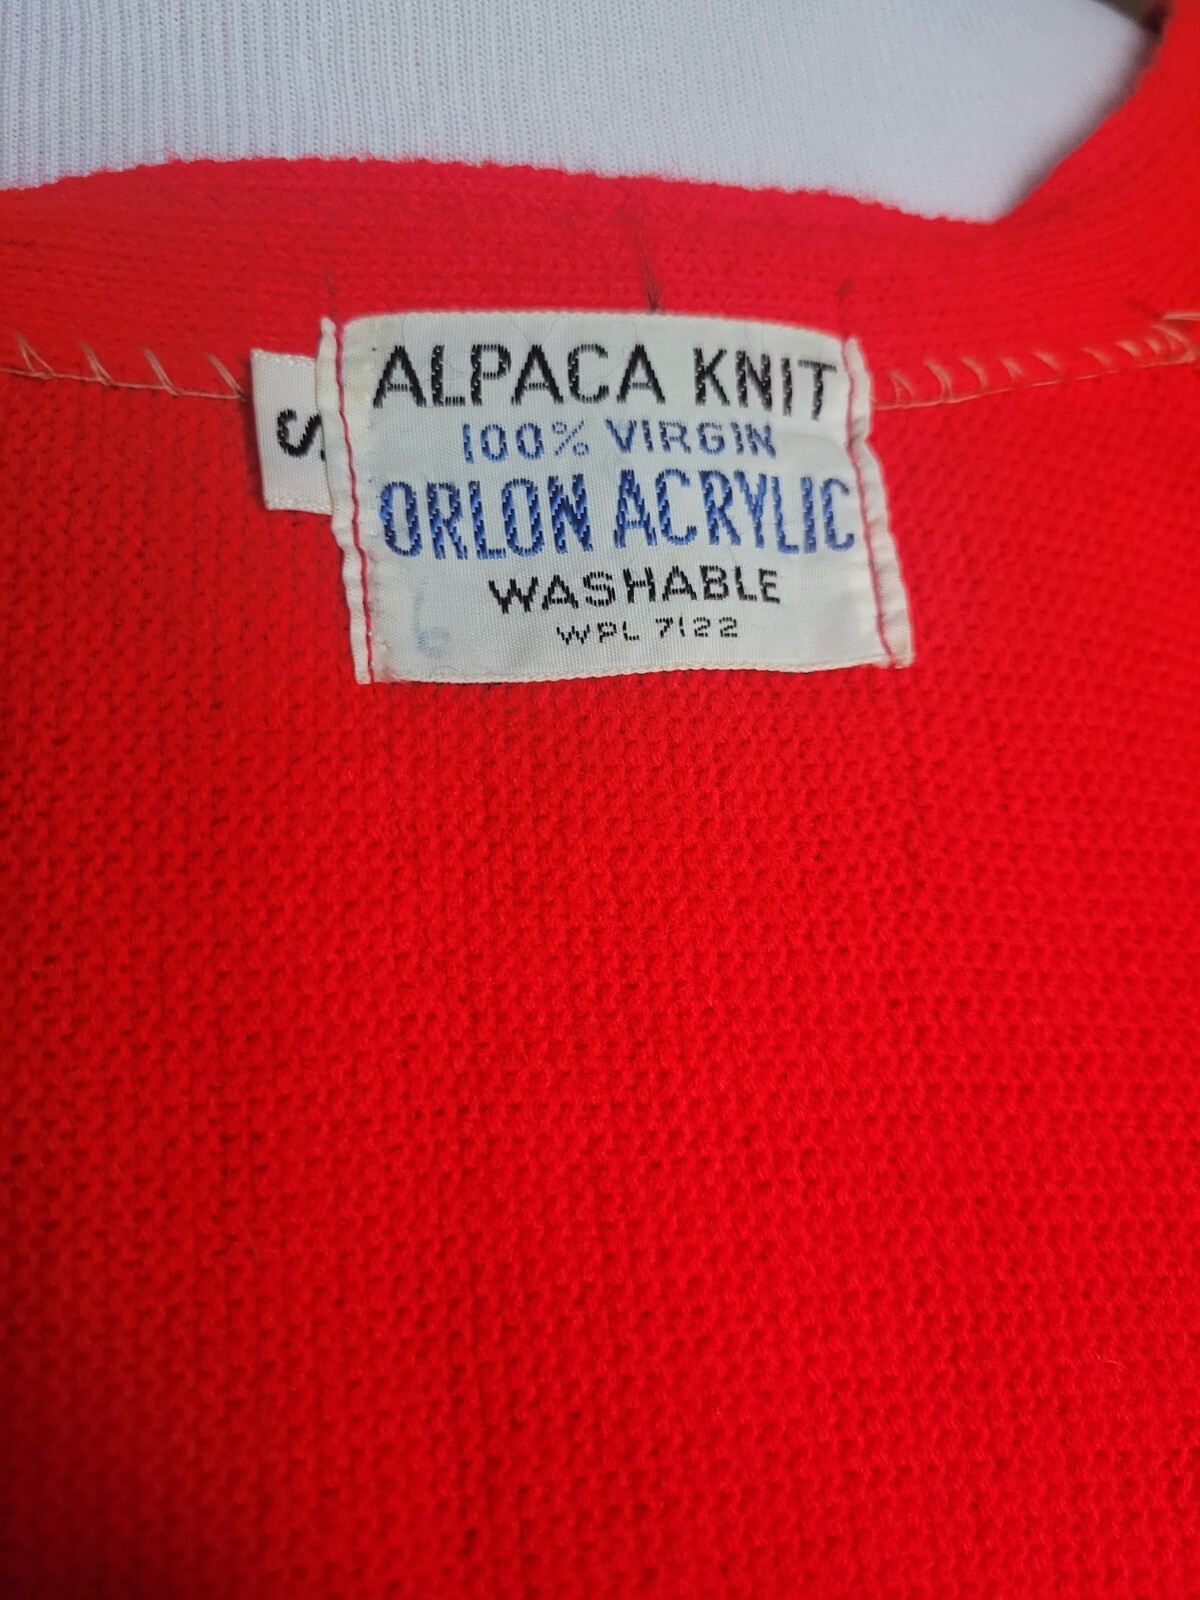 S
ALPACA KNIT
100% VIRGIN
ORLON ACRYLIC
WASHABLE
WPL 7122